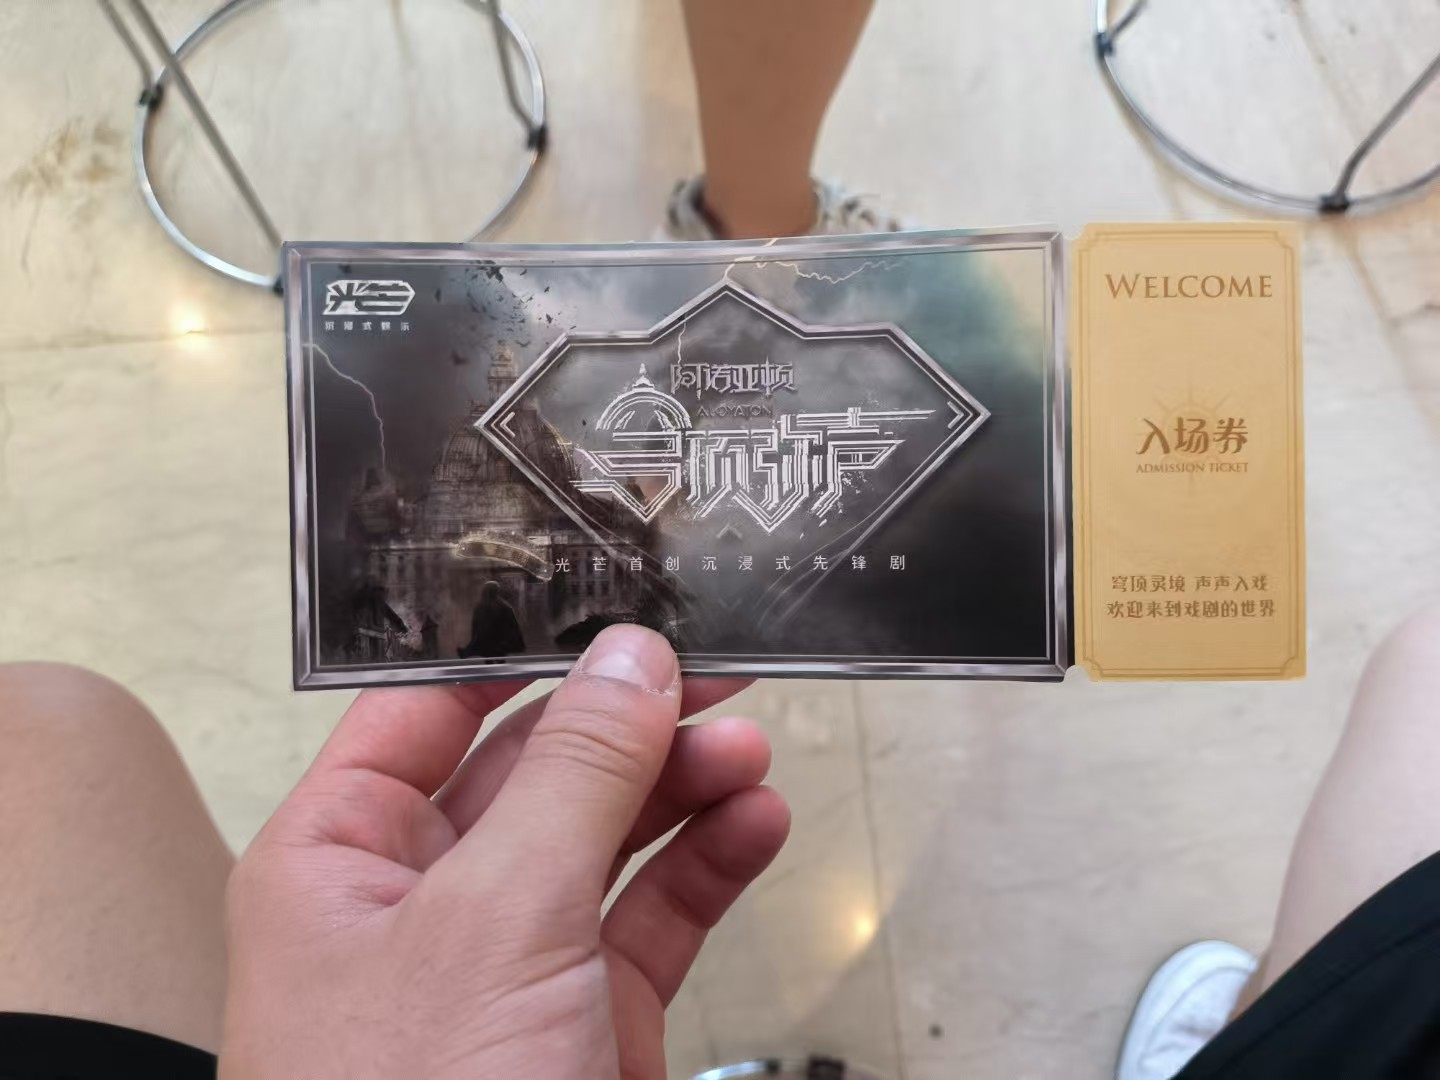 光芒
沉浸式娱乐
阿诺亚顿
穹顶弥声
光芒首创沉浸式先锋剧
WELCOME
入场券
ADMISSION TICKET
穹顶灵境 声声入戏
欢迎来到戏剧的世界